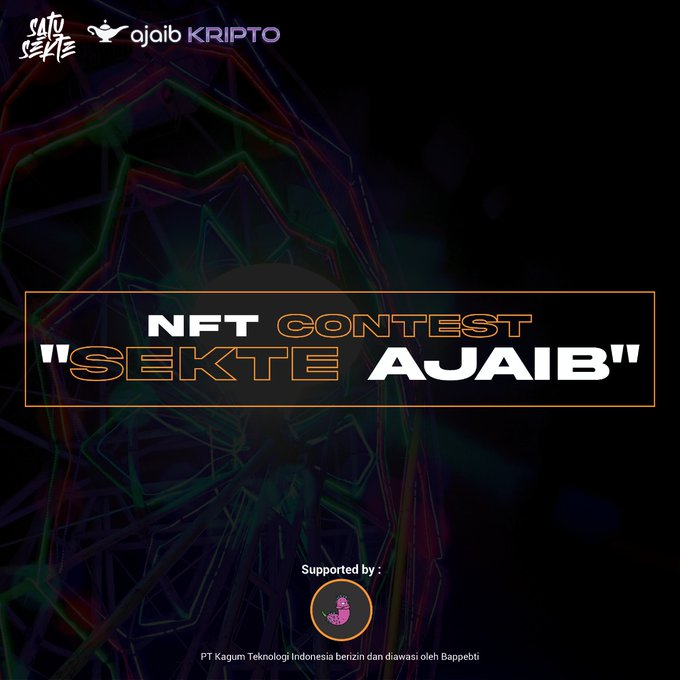 SATU
SEKTE
ajaib KRIPTO
NFT CONTEST
"SEKTE AJAIB"
Supported by :
PT Kagum Teknologi Indonesia berizin dan diawasi oleh Bappebti